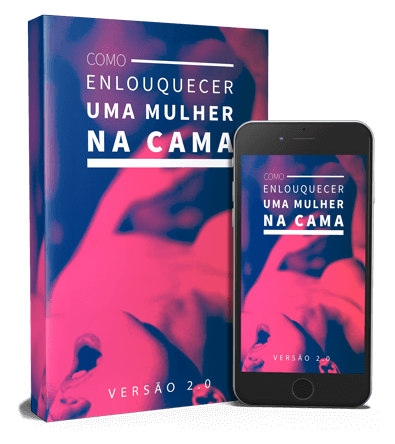 COMO
ENLOUQUECER
UMA MULHER
NA CAMA
VERSÃO 2.0
COMO
ENLOUQUECER
UMA MULHER
NA CAMA
VERSÃO 2.0